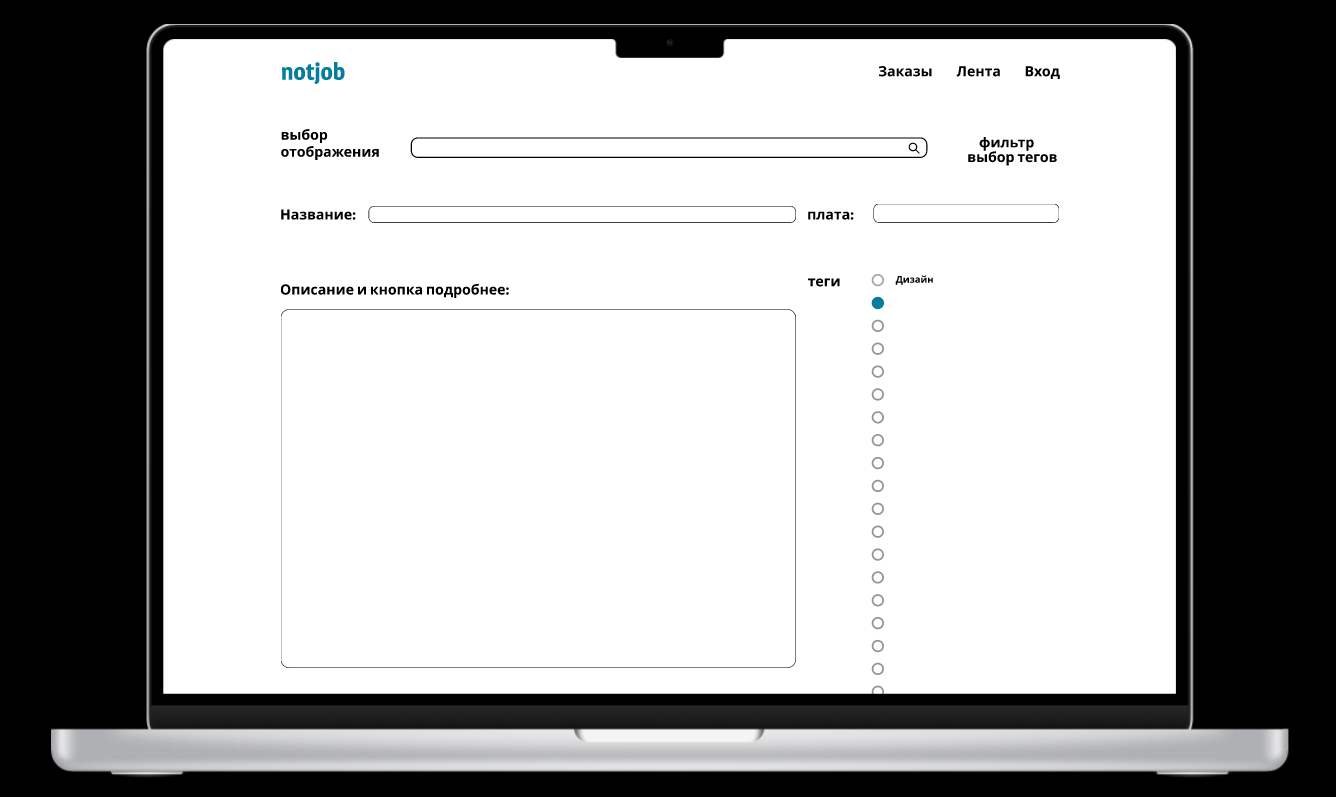 notjob
Заказы Лента Вход
выбор
отображения
фильтр
выбор тегов
Название:
плата:
теги
Дизайн
Описание и кнопка подробнее: